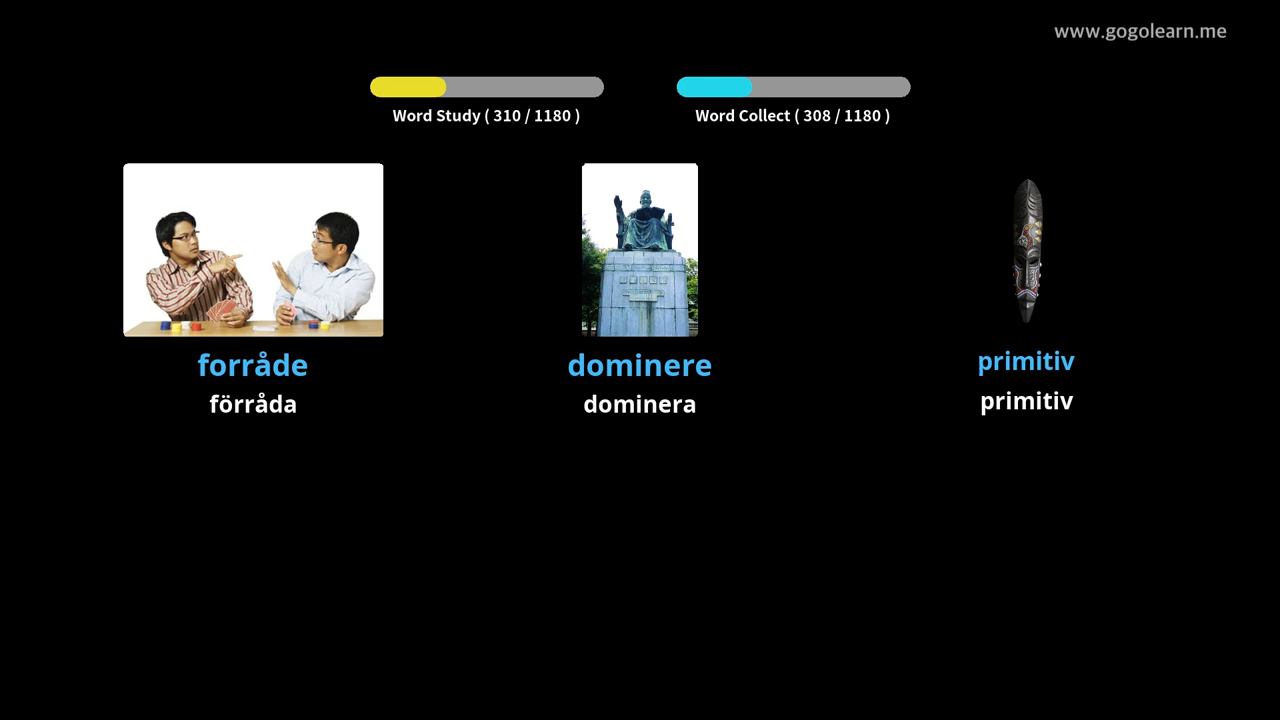 www.gogolearn.me
Word Study ( 310 / 1180 )
Word Collect ( 308 / 1180 )
forråde
dominere
primitiv
förråda
dominera
primitiv